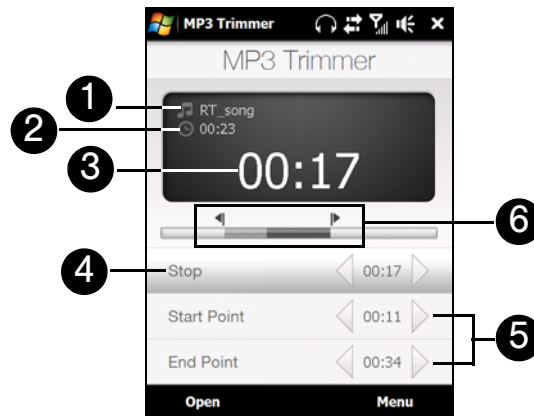 MP3 Trimmer
MP3 Trimmer
1
RT_song
2
00:23
3
00:17
6
4
Stop 00:17
Start Point 00:11
5
End Point 00:34
Open Menu